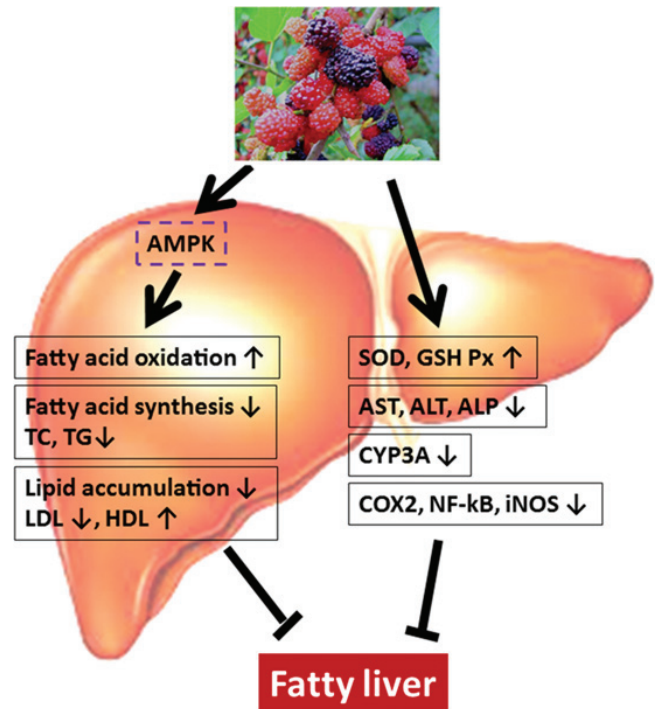 AMPK
Fatty acid oxidation ↑
Fatty acid synthesis ↓
TC, TG↓
Lipid accumulation ↓
LDL ↓, HDL ↑
SOD, GSH Px ↑
AST, ALT, ALP ↓
CYP3A ↓
COX2, NF-kB, iNOS ↓
Fatty liver